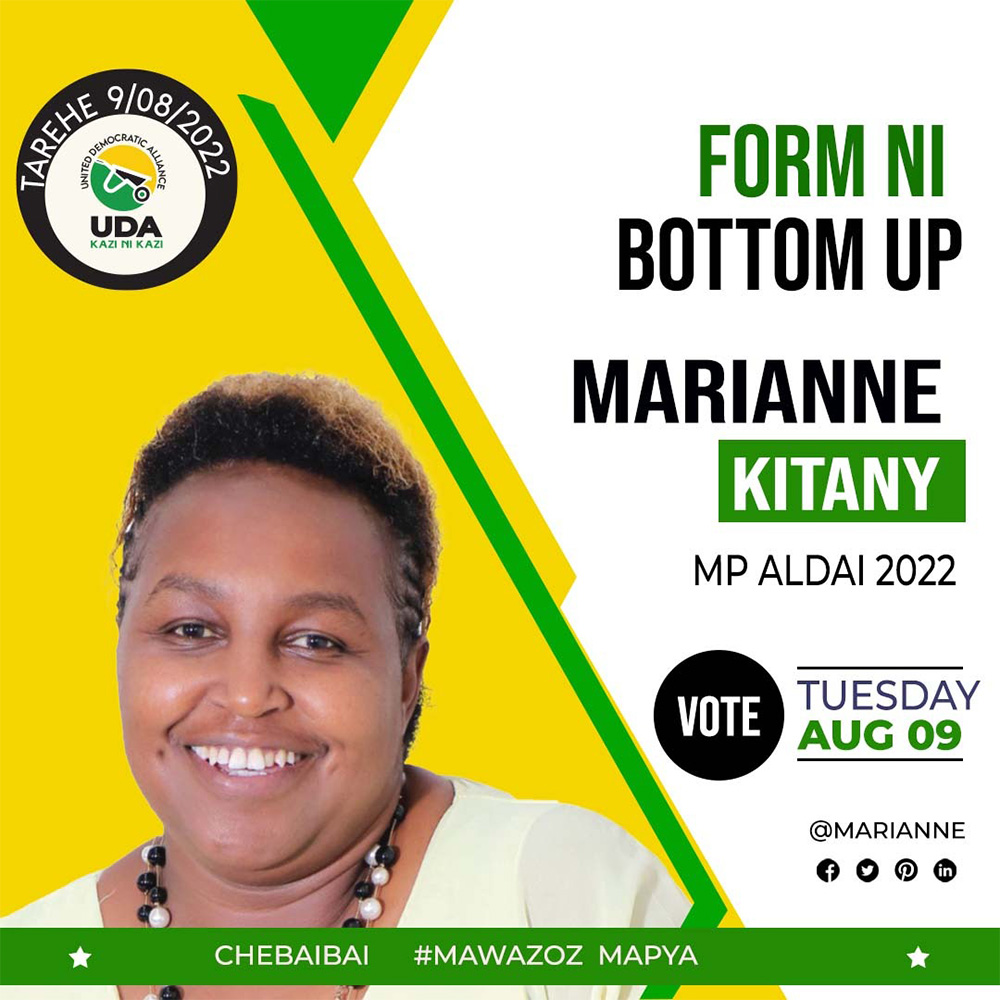 TAREHE 9/08/2022
UNITED DEMOCRATIC ALLIANCE
UDA
KAZI NI KAZI
FORM NI
BOTTOM UP
MARIANNE
KITANY
MP ALDAI 2022
VOTE
TUESDAY
AUG 09
@MARIANNE
CHEBAIBAI #MAWAZOZ MAPYA